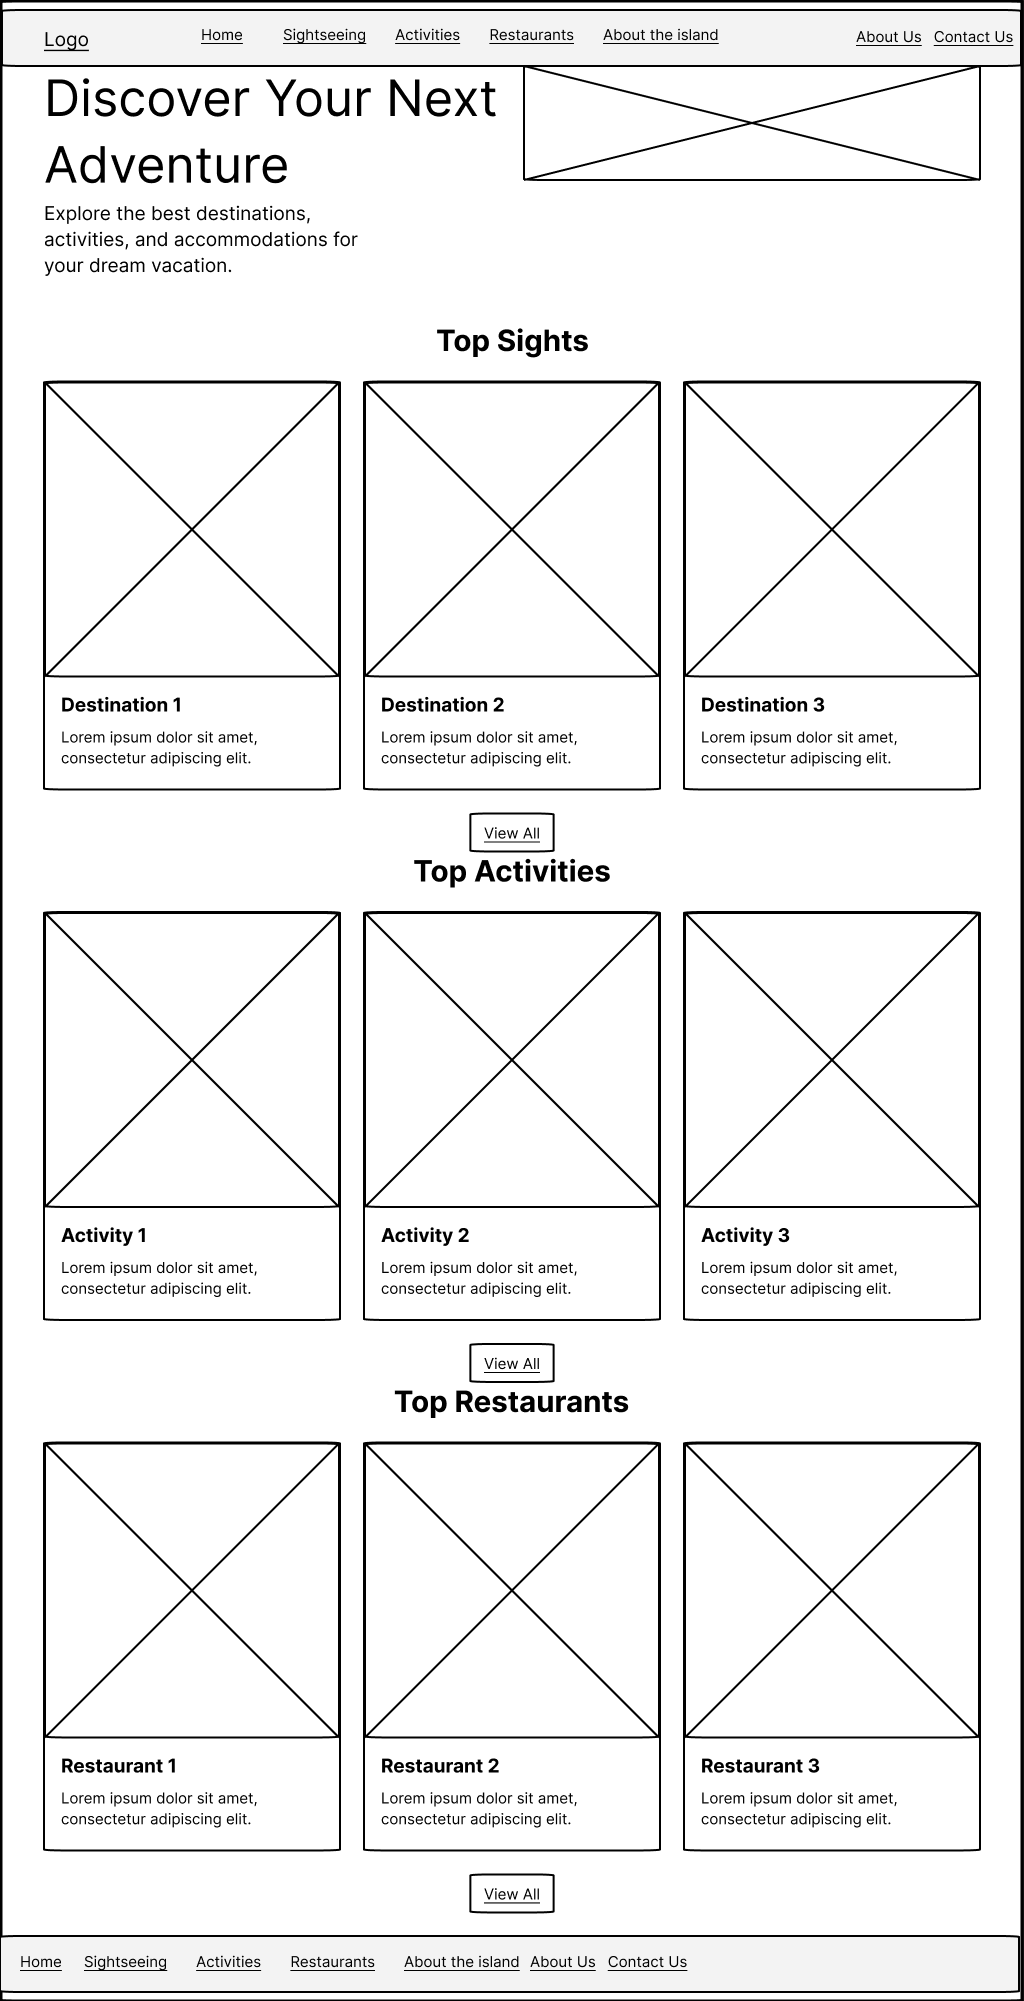 Logo Home Sightseeing Activities Restaurants About the island About Us Contact Us
Discover Your Next
Adventure
Explore the best destinations,
activities, and accommodations for
your dream vacation.
Top Sights
Destination 1
Lorem ipsum dolor sit amet,
consectetur adipiscing elit.
Destination 2
Lorem ipsum dolor sit amet,
consectetur adipiscing elit.
Destination 3
Lorem ipsum dolor sit amet,
consectetur adipiscing elit.
View All
Top Activities
Activity 1
Lorem ipsum dolor sit amet,
consectetur adipiscing elit.
Activity 2
Lorem ipsum dolor sit amet,
consectetur adipiscing elit.
Activity 3
Lorem ipsum dolor sit amet,
consectetur adipiscing elit.
View All
Top Restaurants
Restaurant 1
Lorem ipsum dolor sit amet,
consectetur adipiscing elit.
Restaurant 2
Lorem ipsum dolor sit amet,
consectetur adipiscing elit.
Restaurant 3
Lorem ipsum dolor sit amet,
consectetur adipiscing elit.
View All
Home Sightseeing Activities Restaurants About the island About Us Contact Us